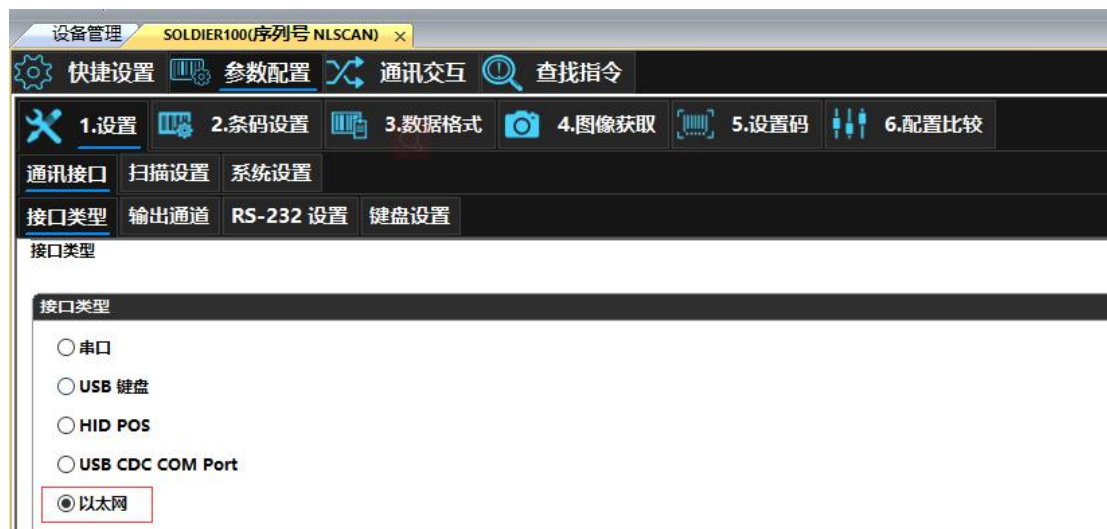 设备管理 SOLDIER100(序列号 NLSCAN) ×
快捷设置 参数配置 通讯交互 查找指令
1.设置 2.条码设置 3.数据格式 4.图像获取 5.设置码 6.配置比较
通讯接口 扫描设置 系统设置
接口类型 输出通道 RS-232 设置 键盘设置
接口类型
接口类型
串口
USB 键盘
HID POS
USB CDC COM Port
以太网